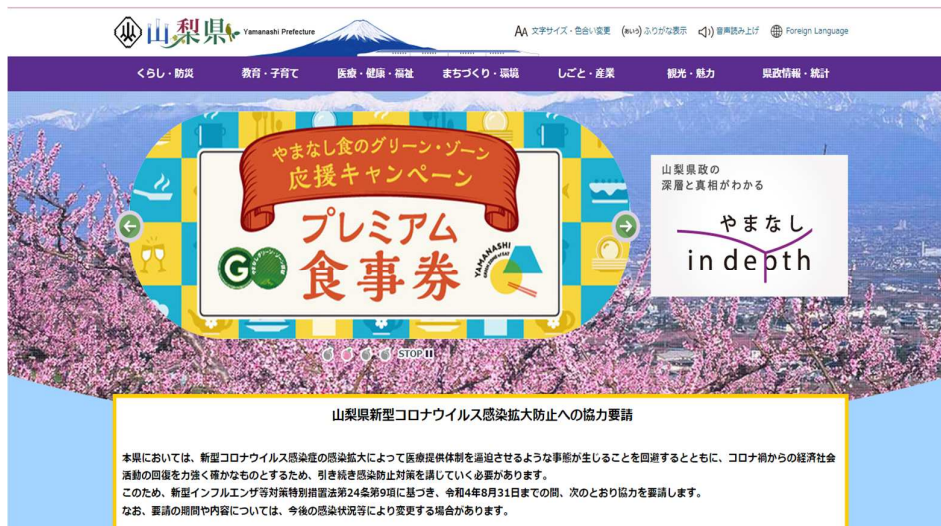 山梨県 Yamanashi Prefecture
AA 文字サイズ・色合い変更 (あいう) ふりがな表示 音声読み上げ Foreign Language
くらし・防災 教育・子育て 医療・健康・福祉 まちづくり・環境 しごと・産業 観光・魅力 県政情報・統計
やまなし食のグリーン・ゾーン
応援キャンペーン
プレミアム
食事券
G
YAMANASHI
山梨県政の
深層と真相がわかる
やまなし
in depth
STOP
山梨県新型コロナウイルス感染拡大防止への協力要請
本県においては、新型コロナウイルス感染症の感染拡大によって医療提供体制を逼迫させるような事態が生じることを回避するとともに、コロナ禍からの経済社会
活動の回復を力強く確かなものとするため、引き続き感染防止対策を講じていく必要があります。
このため、新型インフルエンザ等対策特別措置法第24条第9項に基づき、令和4年8月31日までの間、次のとおり協力を要請します。
なお、要請の期間や内容については、今後の感染状況等により変更する場合があります。